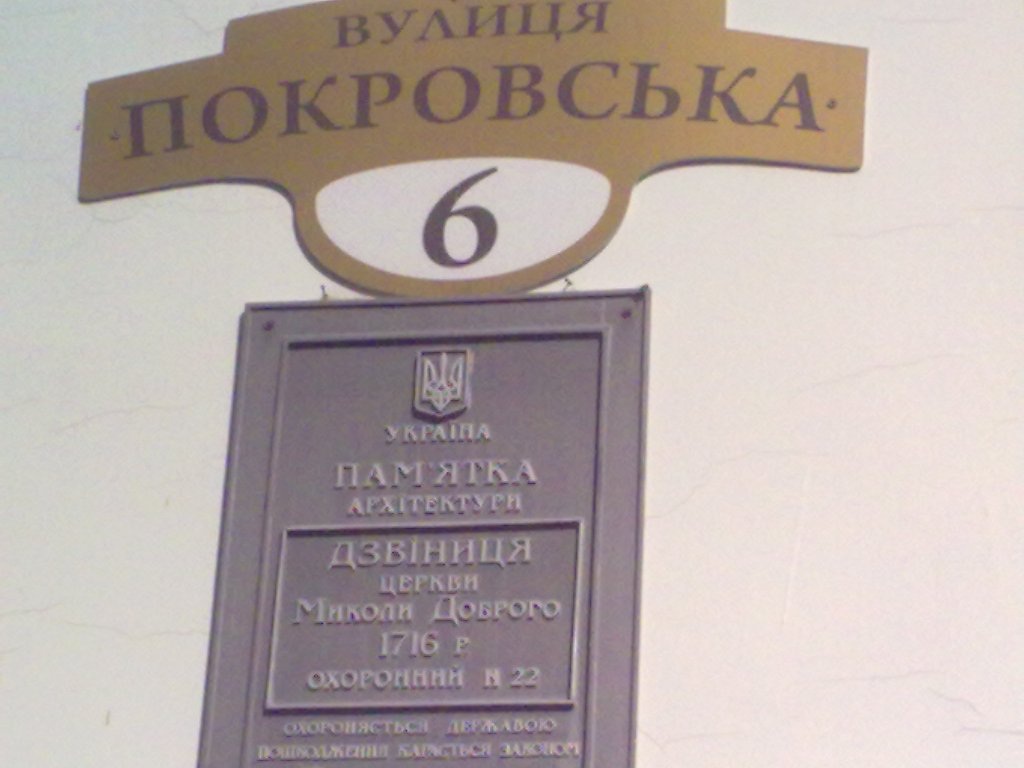 ВУЛИЦЯ
ПОКРОВСЬКА
6
УКРАЇНА
ПАМ'ЯТКА
АРХІТЕКТУРИ
ДЗВІНИЦЯ
ЦЕРКВИ
МИКОЛИ ДОБРОГО
1716 Р
ОХОРОННИЙ N 22
ОХОРОНЯЄТЬСЯ ДЕРЖАВОЮ
ПОШКОДЖЕННЯ КАРАЄТЬСЯ ЗАКОНОМ